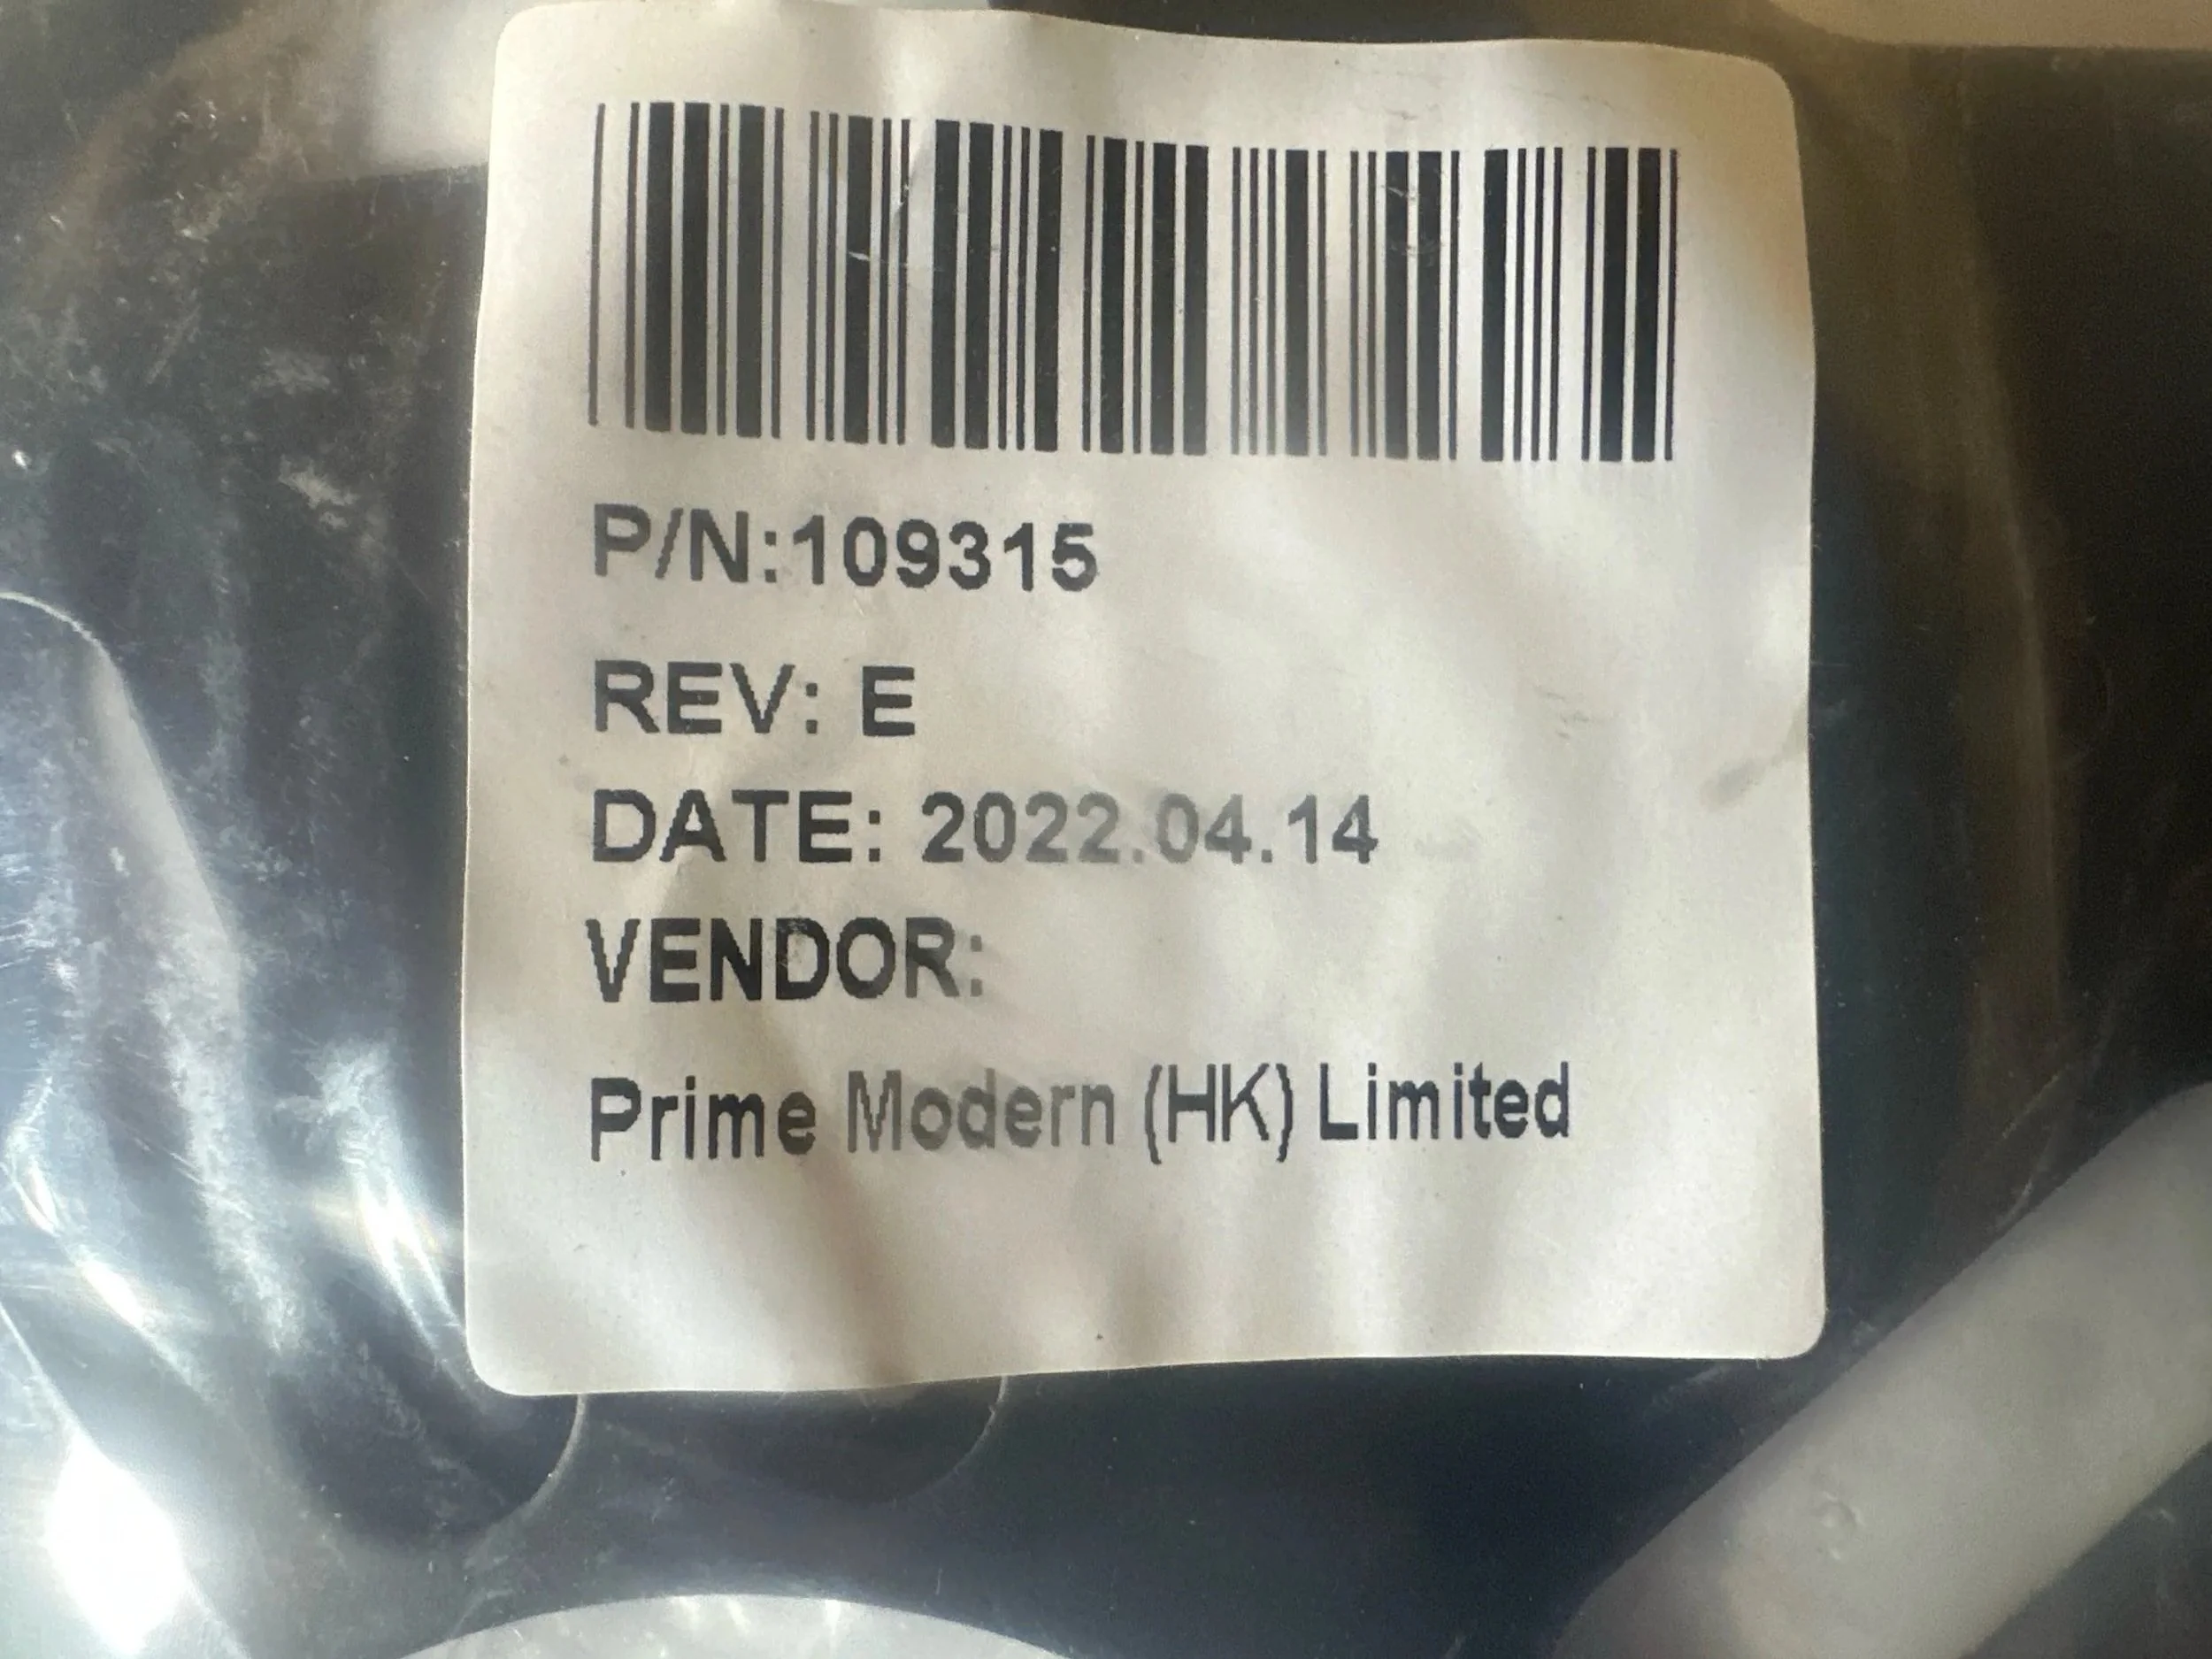 P/N:109315
REV: E
DATE: 2022.04.14
VENDOR:
Prime Modern (HK) Limited